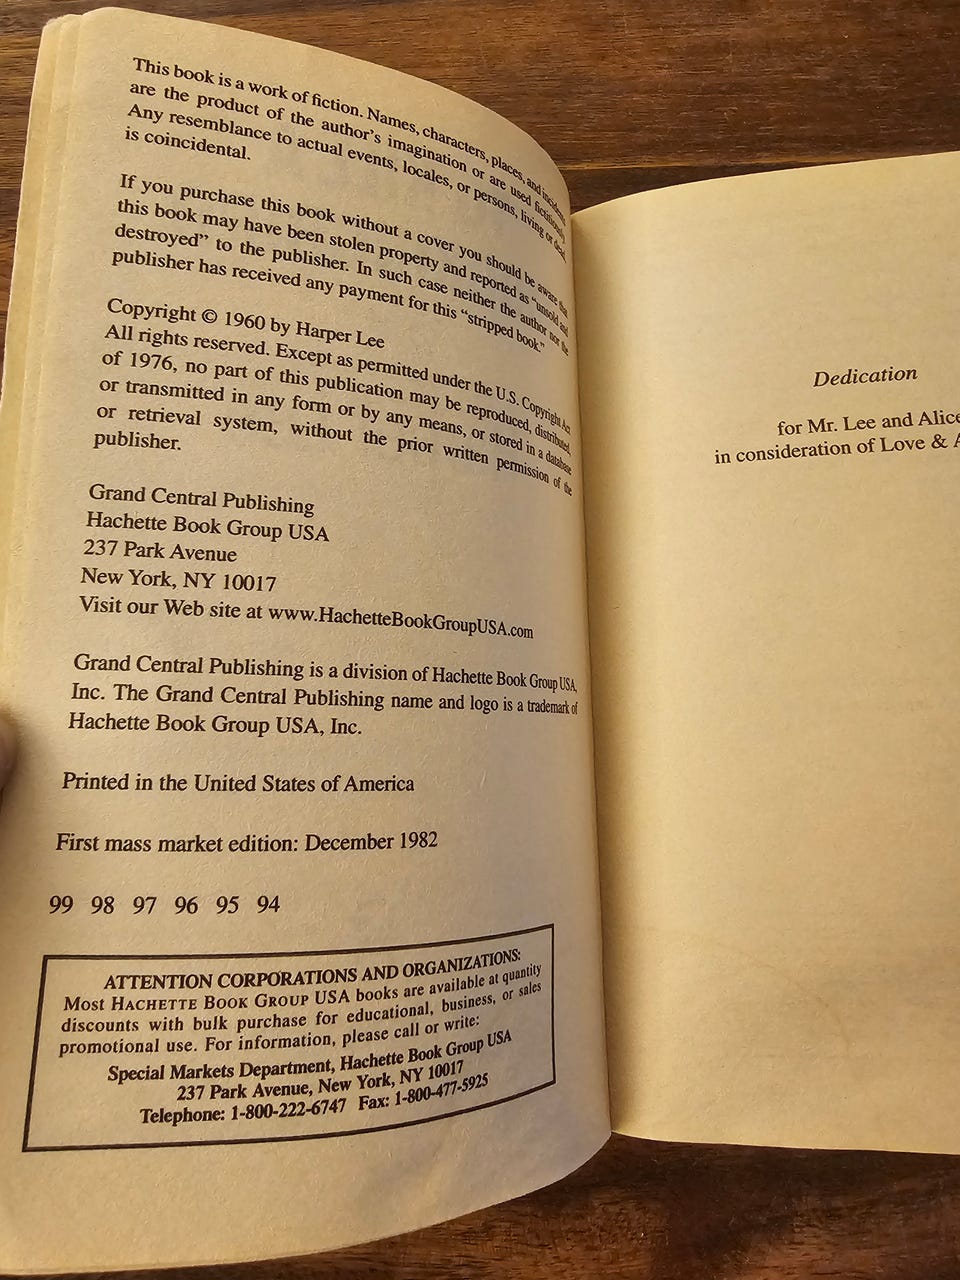 This book is a work of fiction. Names, characters, places, and incidents
are the product of the author's imagination or are used fictitiously.
Any resemblance to actual events, locales, or persons, living or dead,
is coincidental.
If you purchase this book without a cover you should be aware that
this book may have been stolen property and reported as "unsold and
destroyed" to the publisher. In such case neither the author nor the
publisher has received any payment for this "stripped book."
Copyright © 1960 by Harper Lee
All rights reserved. Except as permitted under the U.S. Copyright Act
of 1976, no part of this publication may be reproduced, distributed,
or transmitted in any form or by any means, or stored in a database
or retrieval system, without the prior written permission of the
publisher.
Grand Central Publishing
Hachette Book Group USA
237 Park Avenue
New York, NY 10017
Visit our Web site at www.HachetteBookGroupUSA.com
Grand Central Publishing is a division of Hachette Book Group USA,
Inc. The Grand Central Publishing name and logo is a trademark of
Hachette Book Group USA, Inc.
Printed in the United States of America
First mass market edition: December 1982
99 98 97 96 95 94
ATTENTION CORPORATIONS AND ORGANIZATIONS:
Most HACHETTE BOOK GROUP USA books are available at quantity
discounts with bulk purchase for educational, business, or sales
promotional use. For information, please call or write:
Special Markets Department, Hachette Book Group USA
237 Park Avenue, New York, NY 10017
Telephone: 1-800-222-6747 Fax: 1-800-477-5925
Dedication
for Mr. Lee and Alice
in consideration of Love &